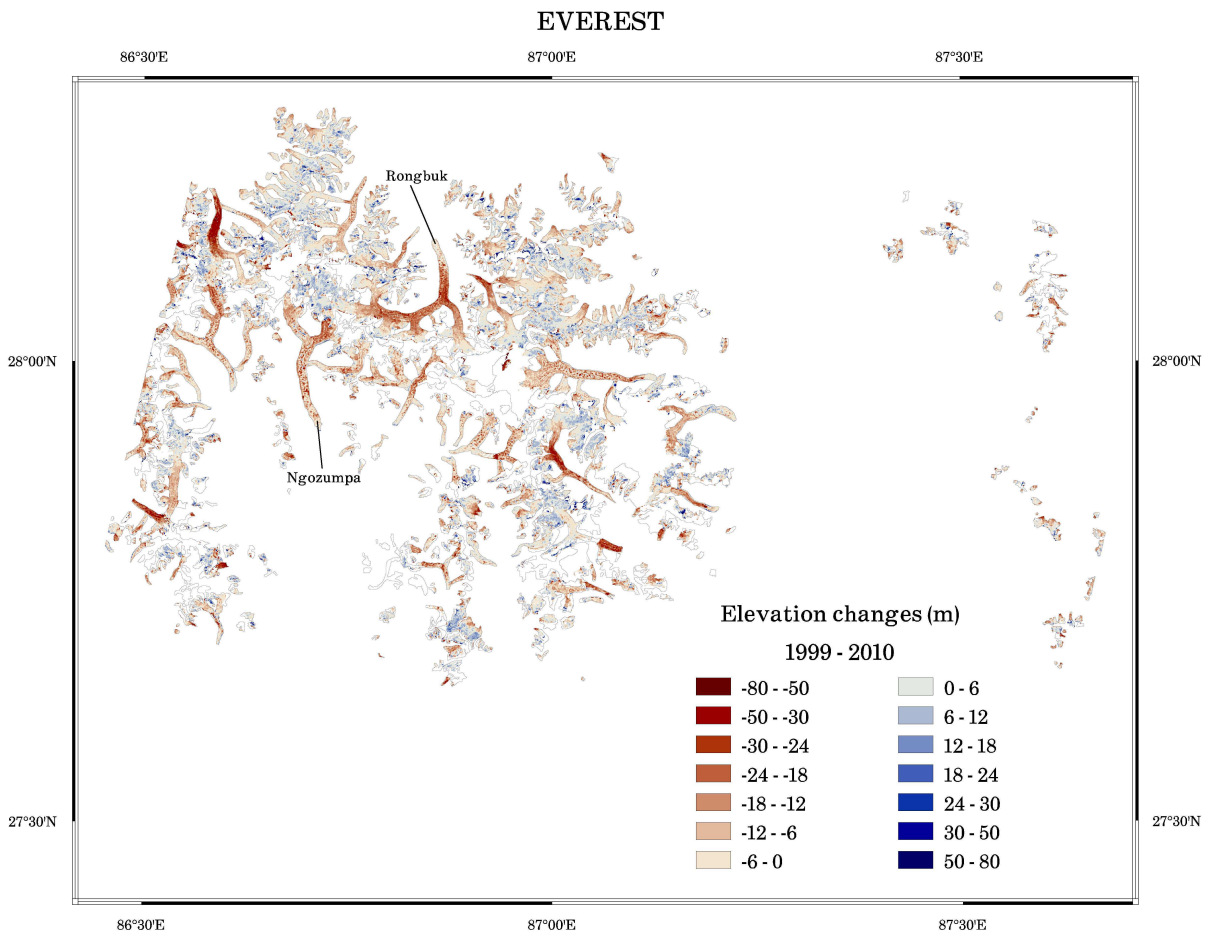 EVEREST
86°30'E 87°00'E 87°30'E
Rongbuk
28°00'N 28°00'N
Ngozumpa
Elevation changes (m)
1999 - 2010
-80 - -50 0 - 6
-50 - -30 6 - 12
-30 - -24 12 - 18
-24 - -18 18 - 24
-18 - -12 24 - 30
-12 - -6 30 - 50
-6 - 0 50 - 80
27°30'N 27°30'N
86°30'E 87°00'E 87°30'E